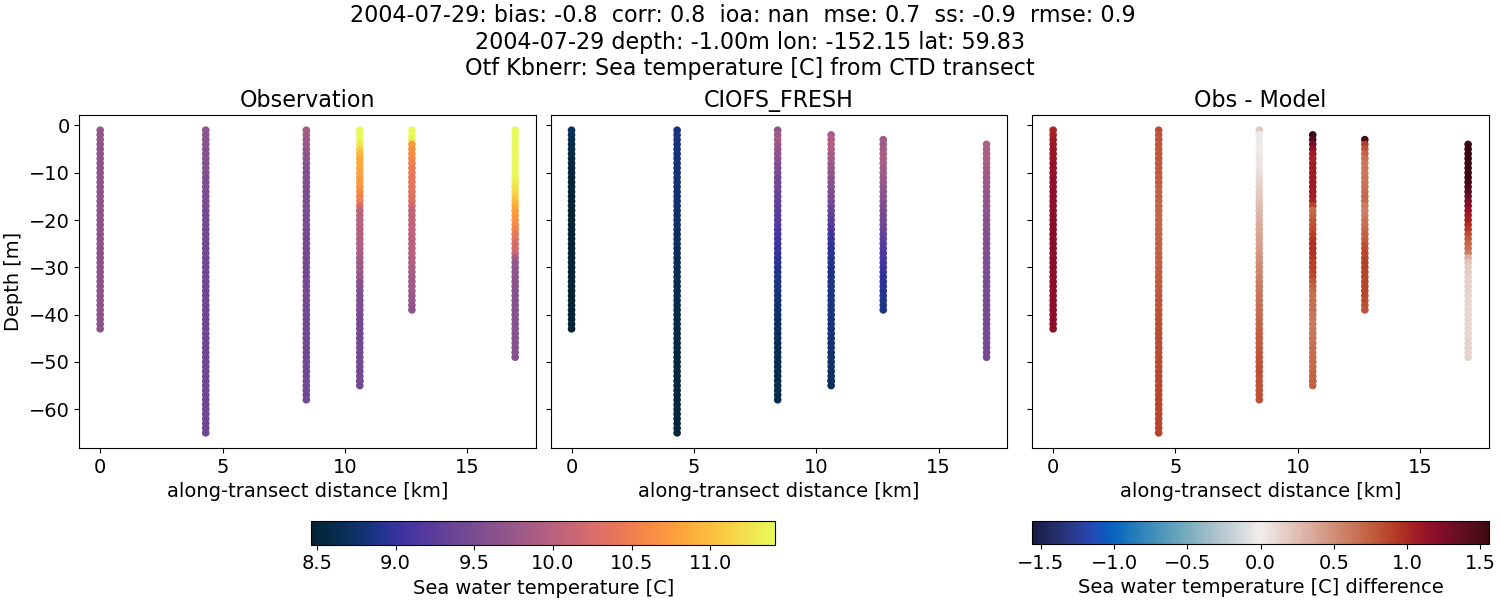 2004-07-29: bias: -0.8  corr: 0.8  ioa: nan  mse: 0.7  ss: -0.9  rmse: 0.9
2004-07-29 depth: -1.00m lon: -152.15 lat: 59.83
Otf Kbnerr: Sea temperature [C] from CTD transect
Observation
CIOFS_FRESH
Obs - Model
Depth [m]
0
−10
−20
−30
−40
−50
−60
0 5 10 15
0 5 10 15
0 5 10 15
along-transect distance [km]
along-transect distance [km]
along-transect distance [km]
8.5 9.0 9.5 10.0 10.5 11.0
Sea water temperature [C]
−1.5 −1.0 −0.5 0.0 0.5 1.0 1.5
Sea water temperature [C] difference